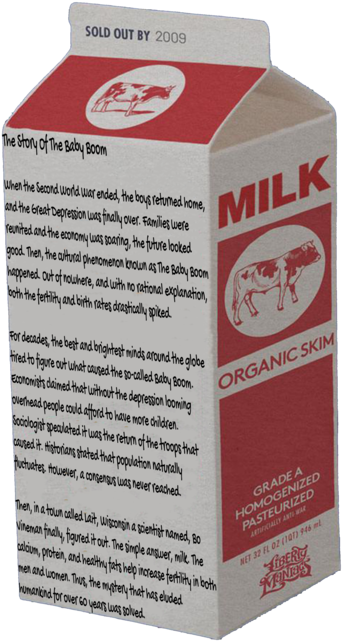 SOLD OUT BY 2009
The Story Of The Baby Boom
When the Second World War ended, the boys returned home,
and the Great Depression was finally over. Families were
reunited and the economy was soaring, the future looked
good. Then, the cultural phenomenon known as The Baby Boom
happened. Out of nowhere, and with no rational explanation,
both the fertility and birth rates drastically spiked.
For decades, the best and brightest minds around the globe
tired to figure out what caused the so-called Baby Boom.
Economists claimed that without the depression looming
overhead people could afford to have more children.
Sociologist speculated it was the return of the troops that
caused it. Historians stated that population naturally
fluctuates. However, a consensus was never reached.
Then, in a town called Lait, Wisconsin a scientist named, Bo
Vineman finally, figured it out. The simple answer, milk. The
calcium, protein, and healthy fats help increase fertility in both
men and women. Thus, the mystery that has eluded
humankind for over 60 years was solved.
MILK
ORGANIC SKIM
GRADE A
HOMOGENIZED
PASTEURIZED
ARTIFICIALLY ANTI WAR
NET 32 FL OZ (1QT) 946 mL
LIBERTY
MANIACS